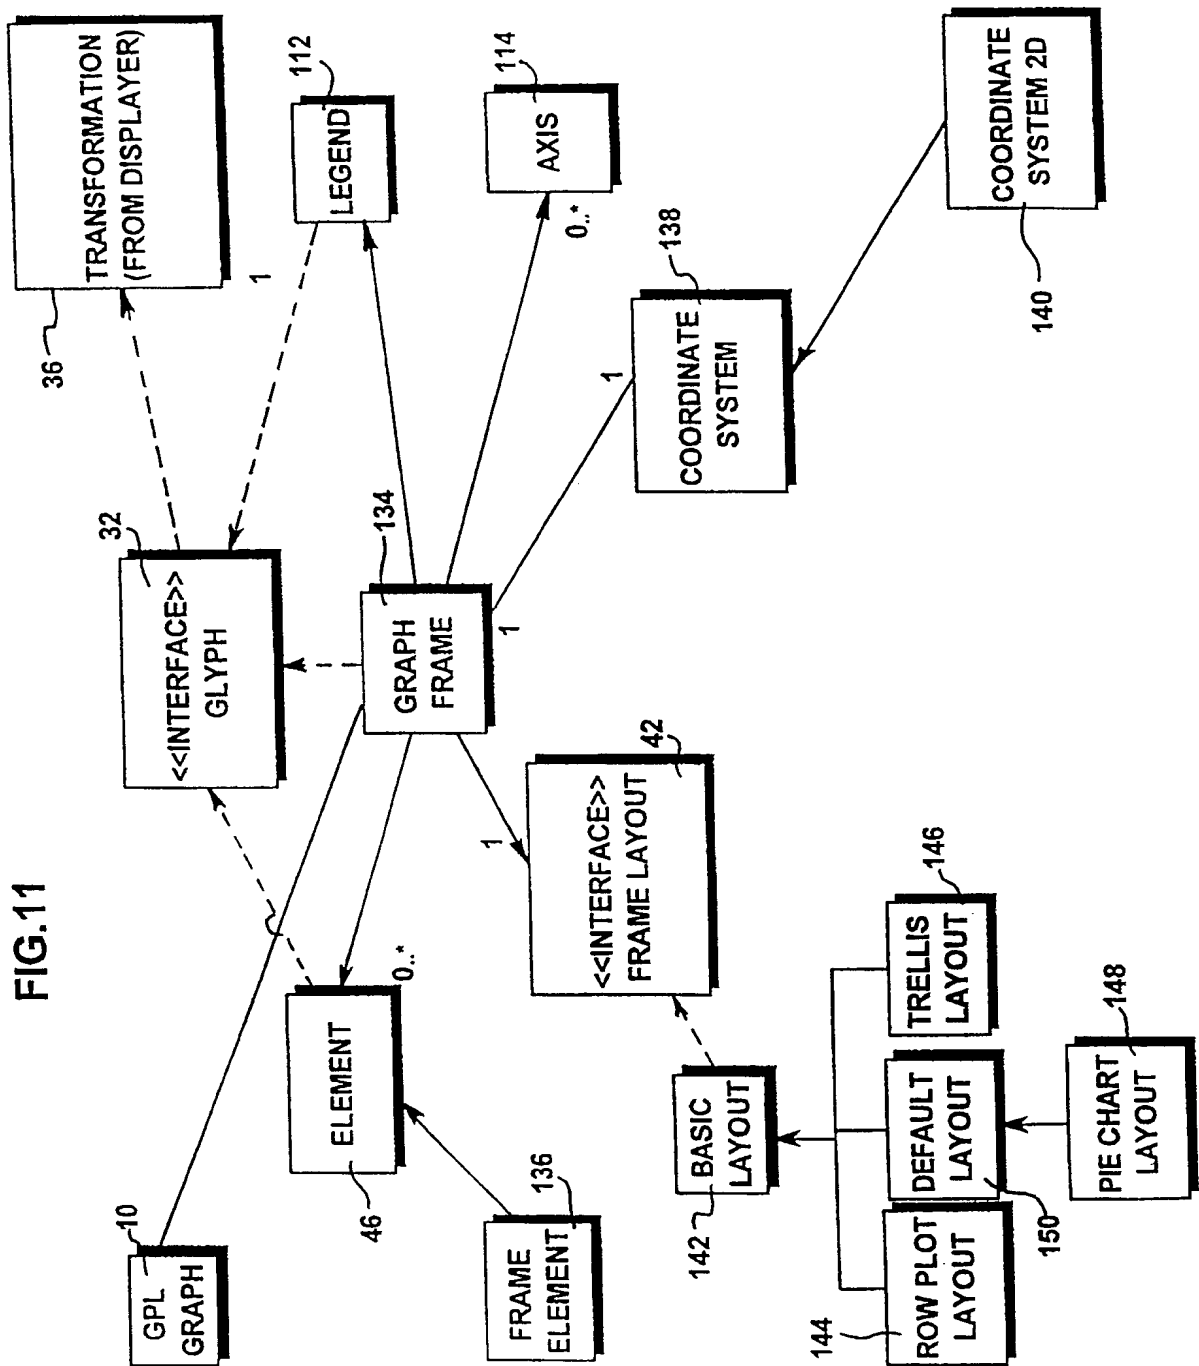 FIG.11
10
GPL
GRAPH
<<INTERFACE>>
GLYPH
32
36
TRANSFORMATION
(FROM DISPLAYER)
1
ELEMENT
46
0..*
GRAPH
FRAME
134
LEGEND
112
FRAME
ELEMENT
136
AXIS
114
0..*
1
1
<<INTERFACE>>
FRAME LAYOUT
42
1
COORDINATE
SYSTEM
138
BASIC
LAYOUT
142
COORDINATE
SYSTEM 2D
140
144
ROW PLOT
LAYOUT
DEFAULT
LAYOUT
150
TRELLIS
LAYOUT
146
PIE CHART
LAYOUT
148